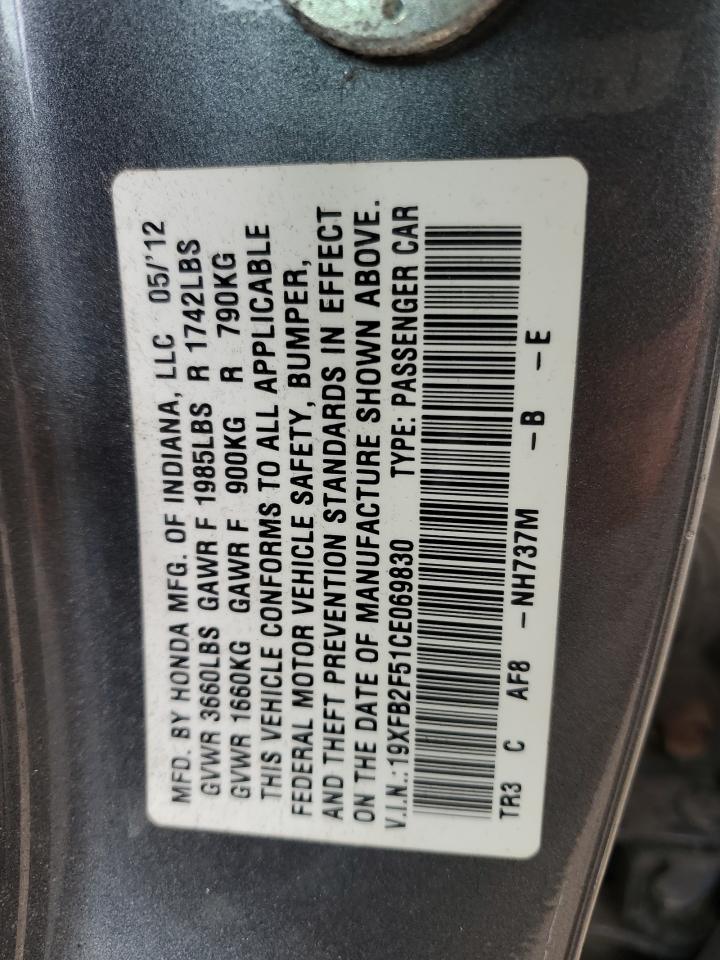 MFD. BY HONDA MFG. OF INDIANA, LLC 05/'12
GVWR 3660LBS GAWR F 1985LBS R 1742LBS
GVWR 1660KG GAWR F 900KG R 790KG
THIS VEHICLE CONFORMS TO ALL APPLICABLE
FEDERAL MOTOR VEHICLE SAFETY, BUMPER,
AND THEFT PREVENTION STANDARDS IN EFFECT
ON THE DATE OF MANUFACTURE SHOWN ABOVE.
V.I.N.:19XFB2F51CE069830 TYPE: PASSENGER CAR
TR3 C AF8 -NH737M -B -E